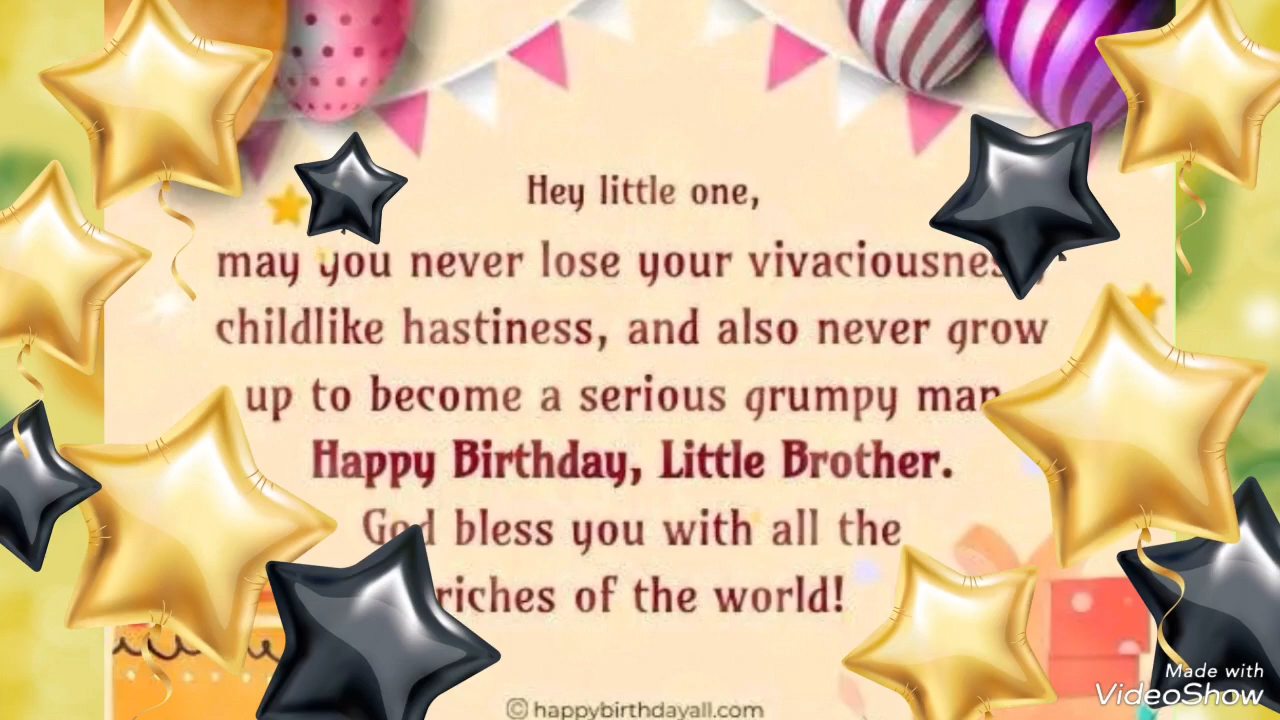 Hey little one,
may you never lose your vivaciousness,
childlike hastiness, and also never grow
up to become a serious grumpy man.
Happy Birthday, Little Brother.
God bless you with all the
riches of the world!
©happybirthdayall.com
Made with
VideoShow